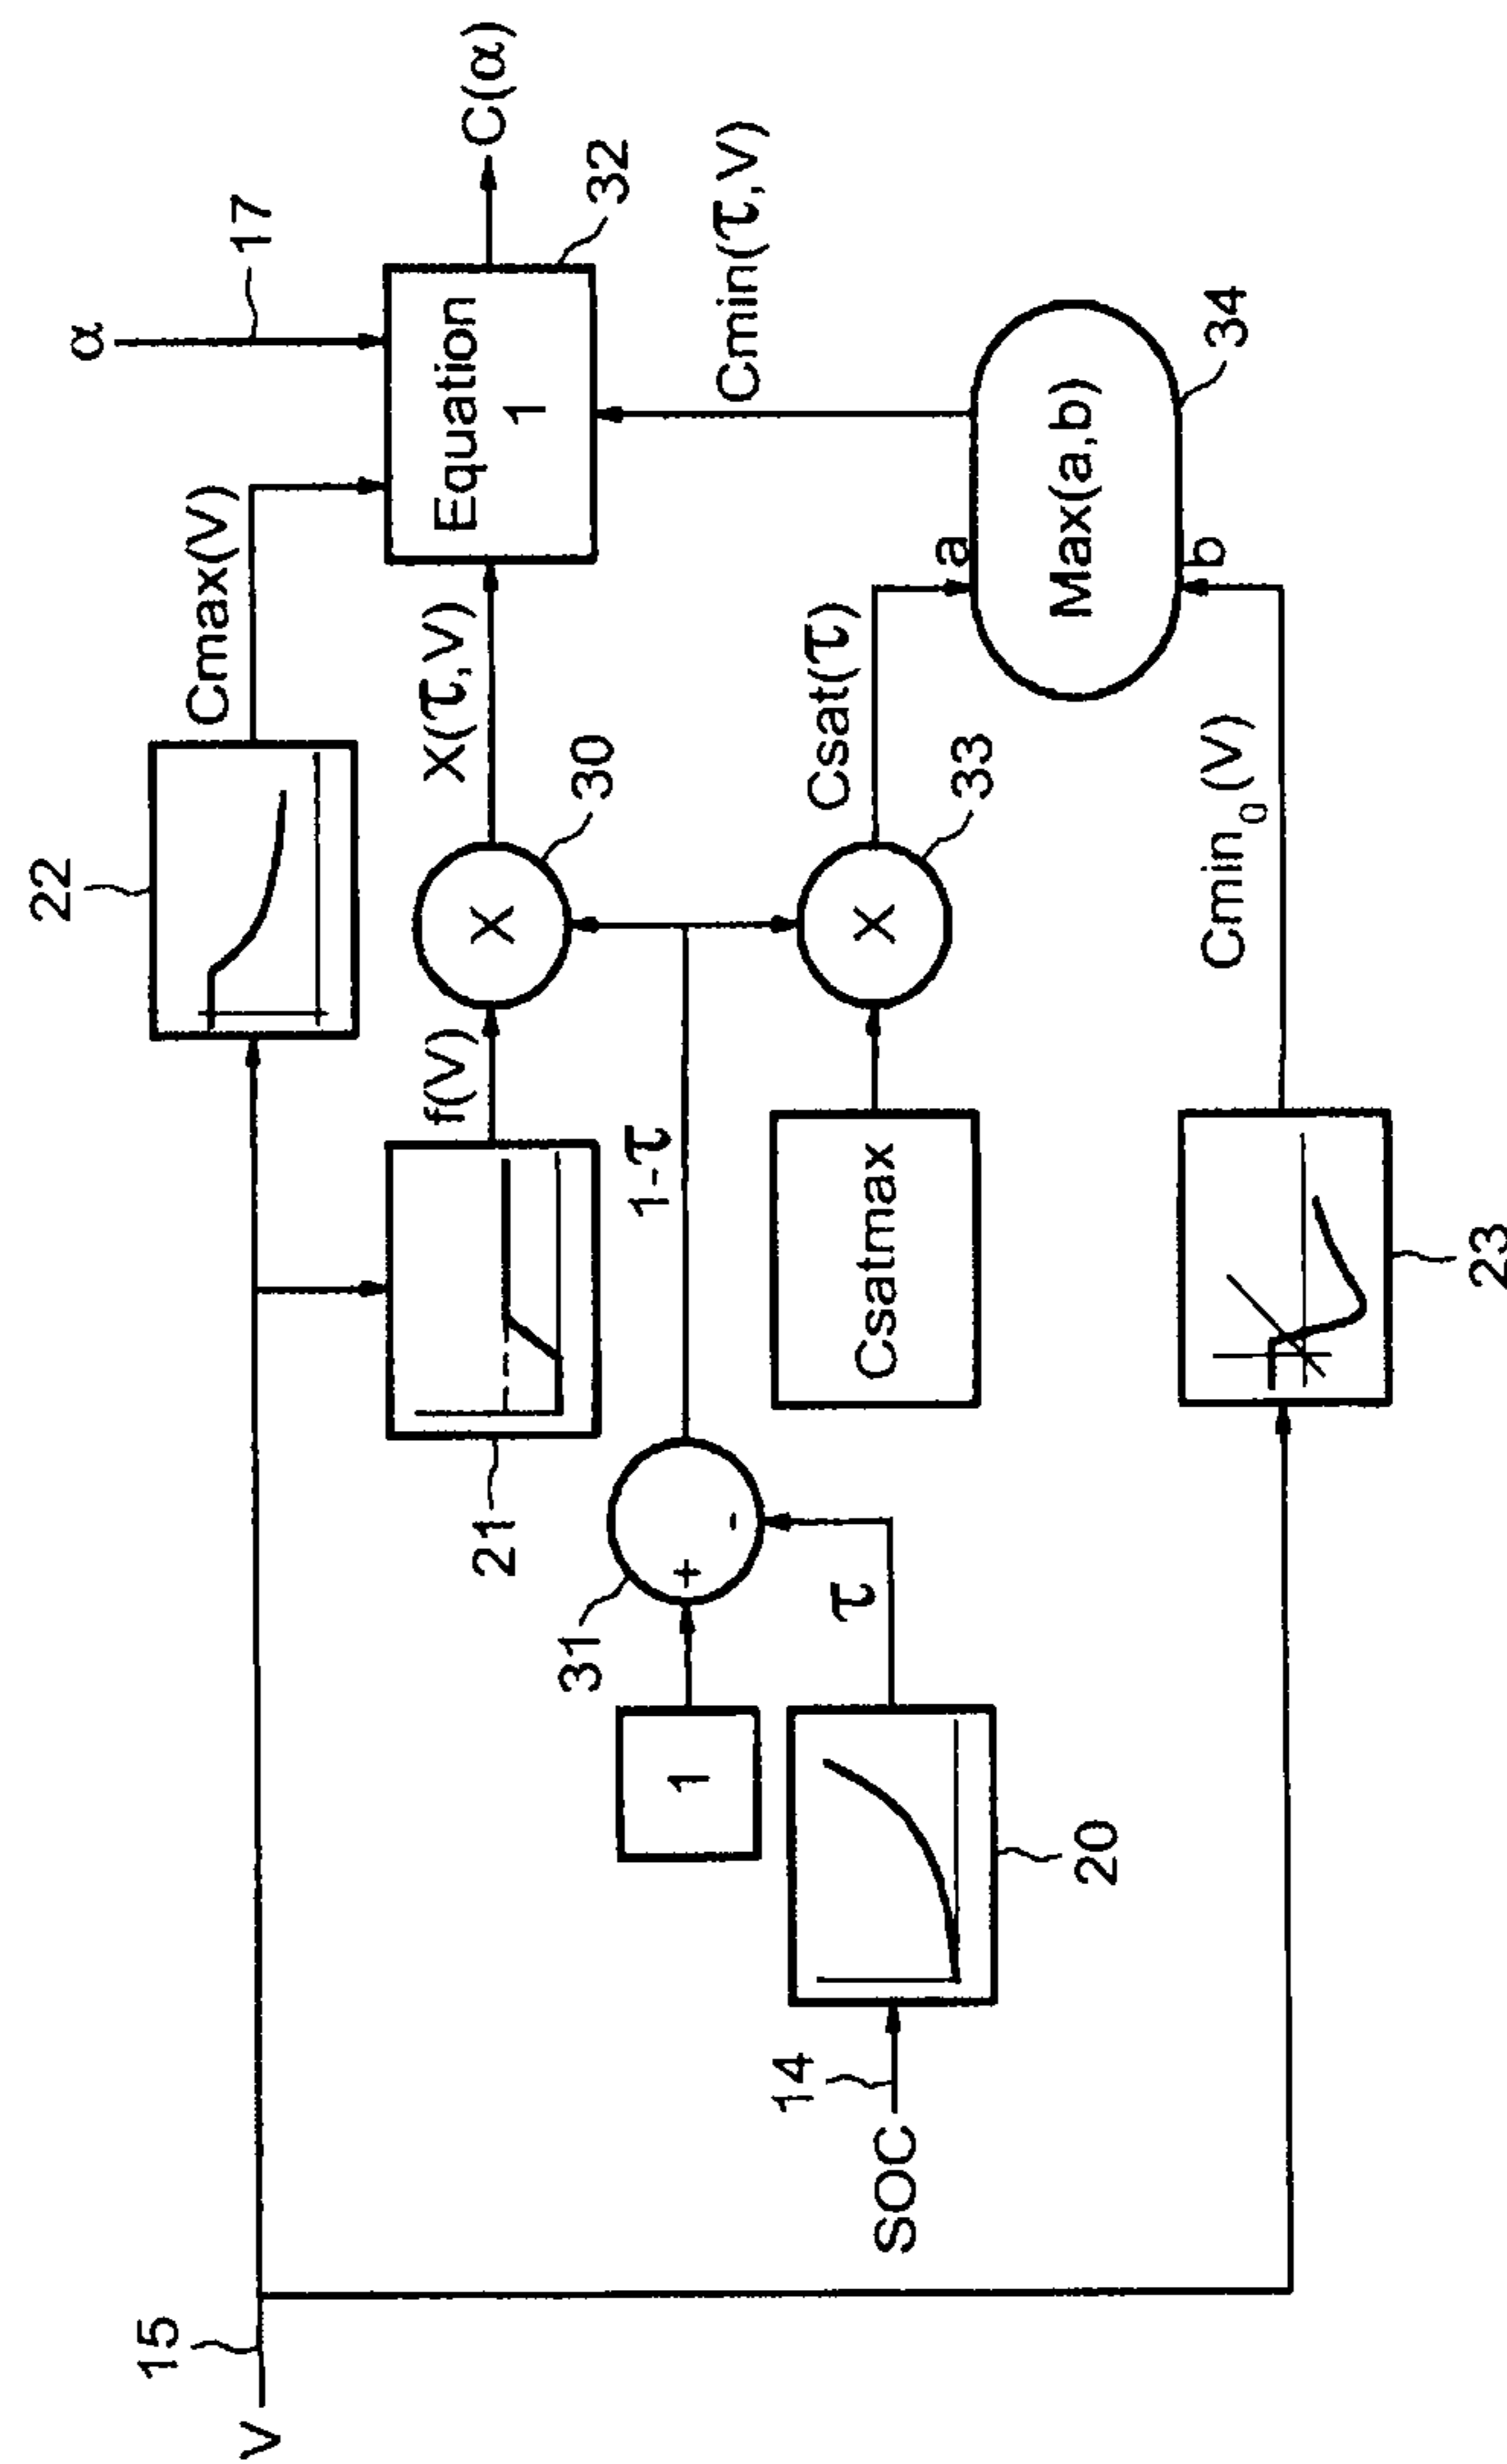 22
α
17
Cmax(V)
C(α)
Equation
1
32
15
V
f(V)
X(τ,V)
21
30
Cmin(τ,V)
31
+
-
1-τ
X
1
τ
Csatmax
X
33
Csat(τ)
a
Max(a,b)
b
34
14
SOC
20
Cmin₀(V)
23